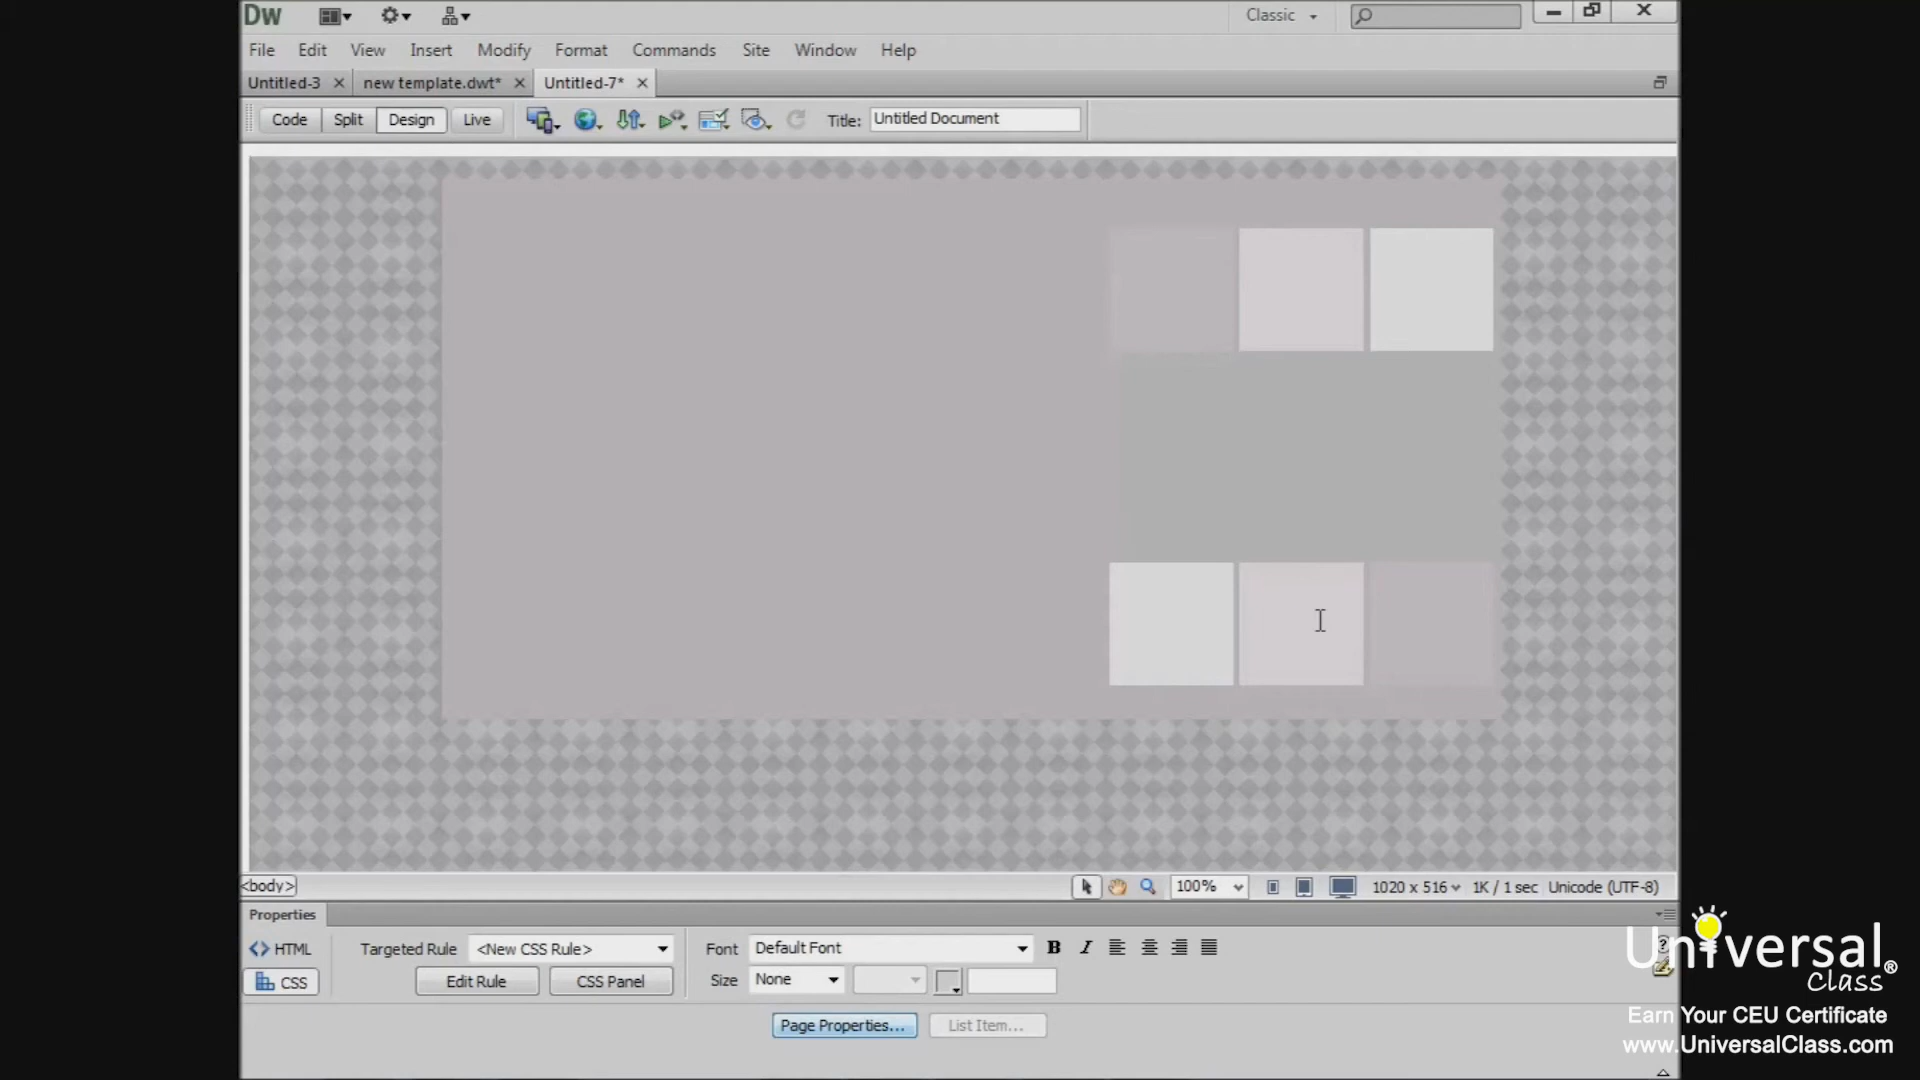 Dw Classic
File Edit View Insert Modify Format Commands Site Window Help
Untitled-3 new template.dwt* Untitled-7*
Code Split Design Live Title: Untitled Document
<body> 100% 1020 x 516 1K / 1 sec Unicode (UTF-8)
Properties
HTML Targeted Rule <New CSS Rule> Font Default Font B I
CSS Edit Rule CSS Panel Size None
Page Properties... List Item...
Universal®
Class
Earn Your CEU Certificate
www.UniversalClass.com